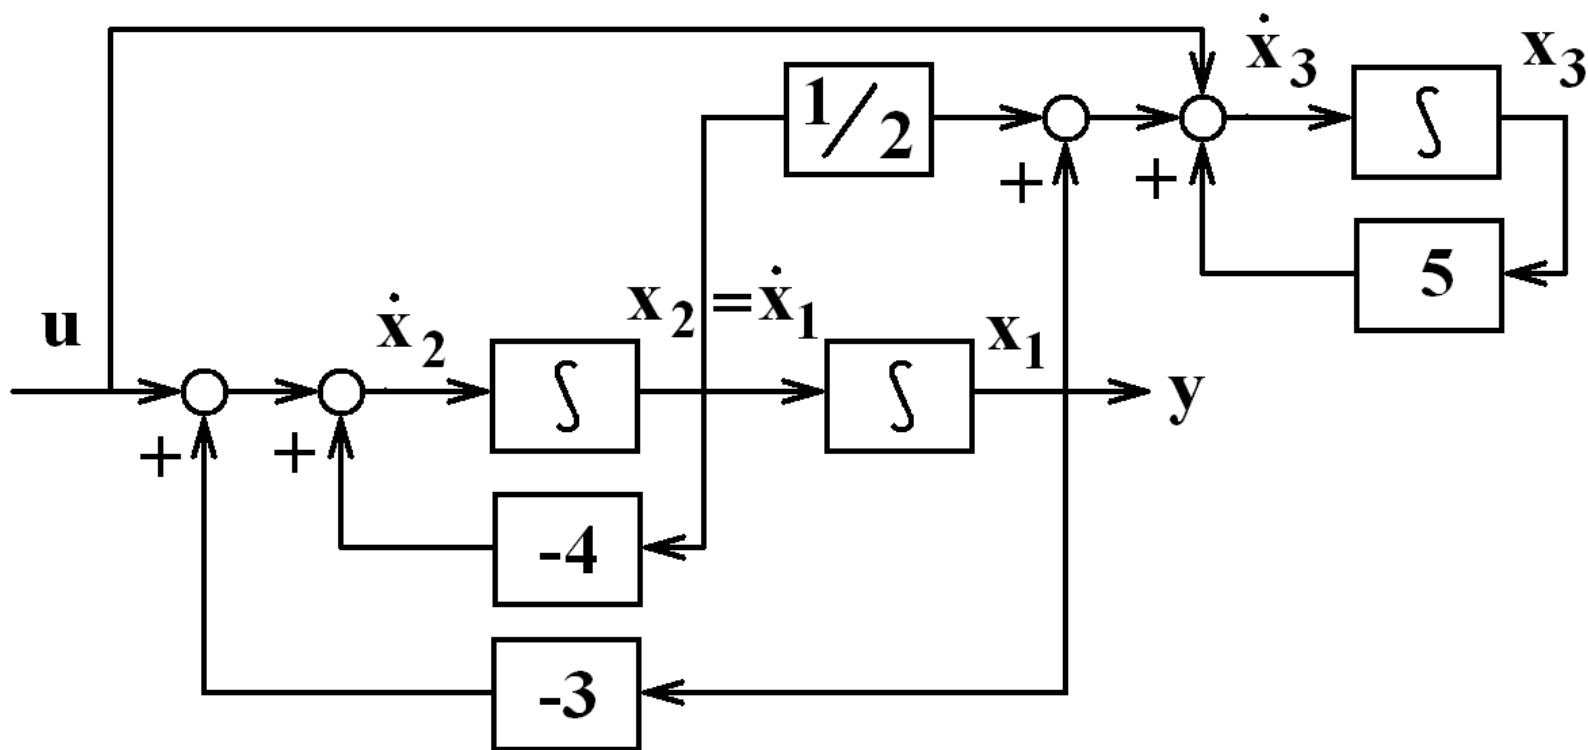 ẋ₃ x₃
1/2
∫
+ +
5
u ẋ₂ x₂ = ẋ₁ x₁
∫ ∫ y
+ +
-4
-3